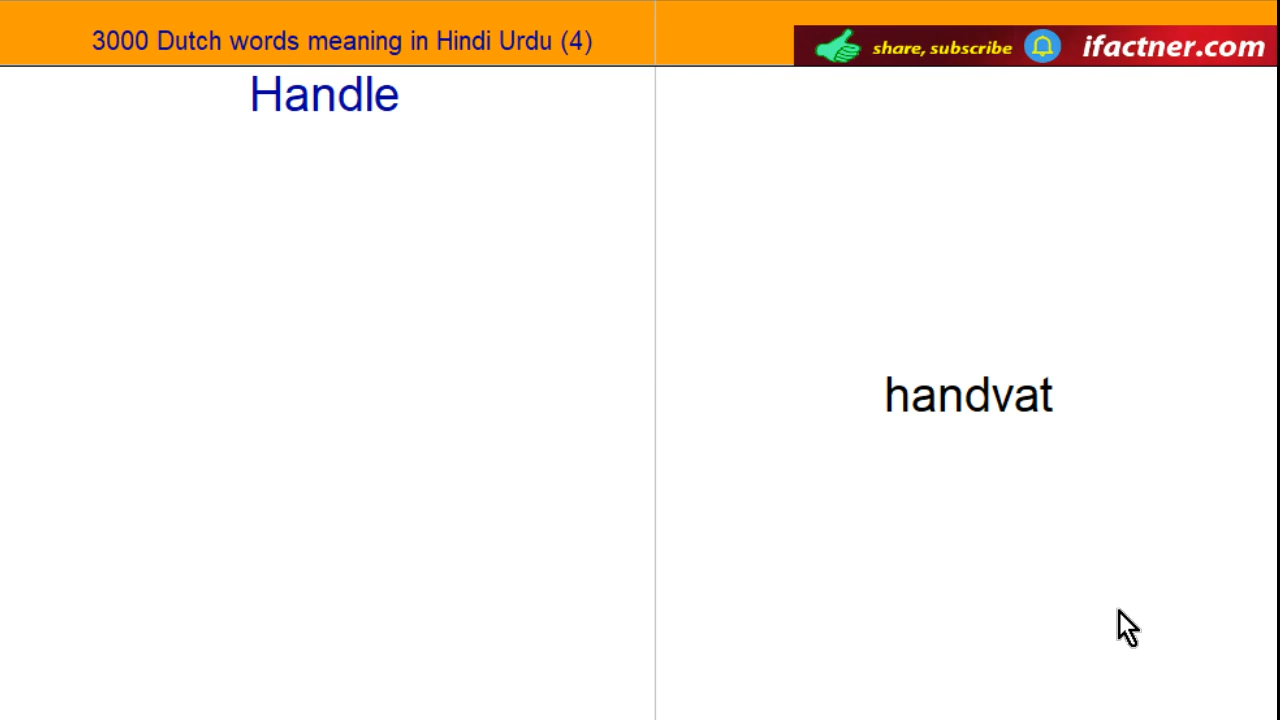 3000 Dutch words meaning in Hindi Urdu (4)
share, subscribe
ifactner.com
Handle
handvat